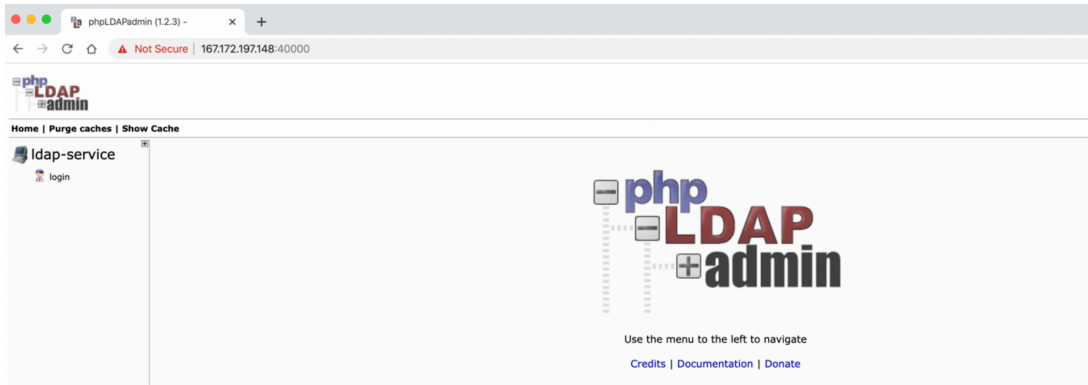 phpLDAPadmin (1.2.3) -
Not Secure | 167.172.197.148:40000
php
LDAP
admin
Home | Purge caches | Show Cache
ldap-service
login
php
LDAP
admin
Use the menu to the left to navigate
Credits | Documentation | Donate